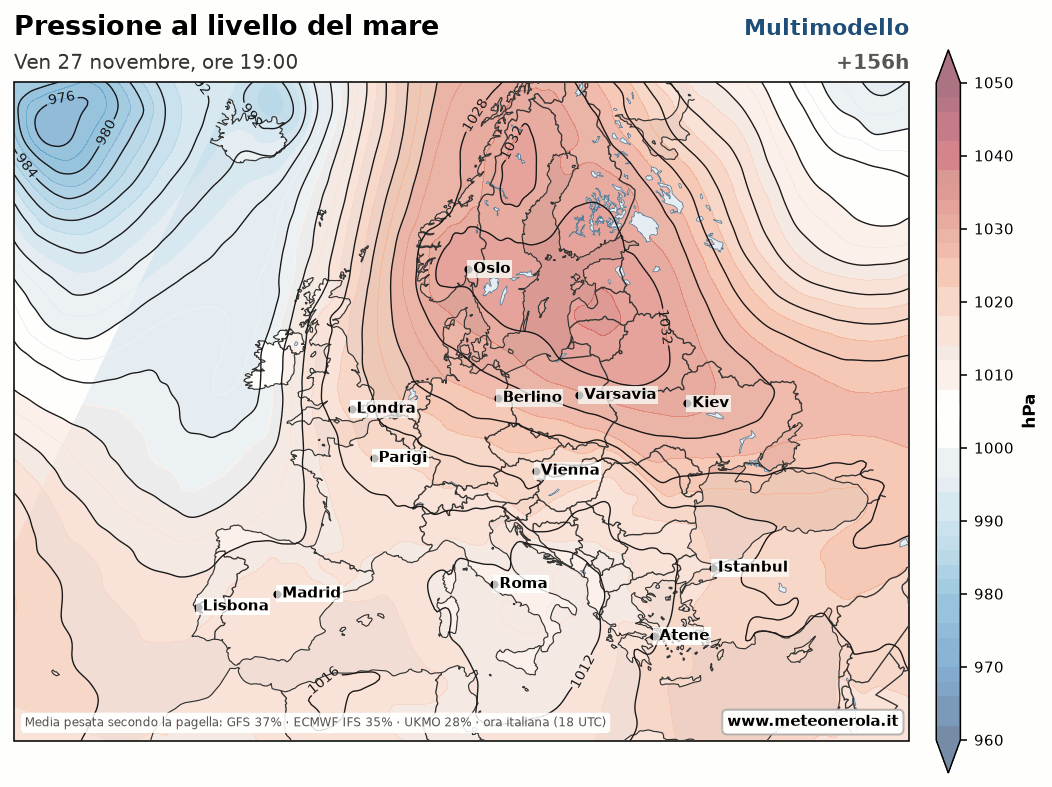 Pressione al livello del mare
Multimodello
Ven 27 novembre, ore 19:00
+156h
976
980
984
992
1028
1032
1032
1012
1016
Oslo
Berlino
Varsavia
Kiev
Londra
Parigi
Vienna
Istanbul
Roma
Madrid
Lisbona
Atene
1050
1040
1030
1020
1010
1000
990
980
970
960
hPa
Media pesata secondo la pagella: GFS 37% · ECMWF IFS 35% · UKMO 28% · ora italiana (18 UTC)
www.meteonerola.it